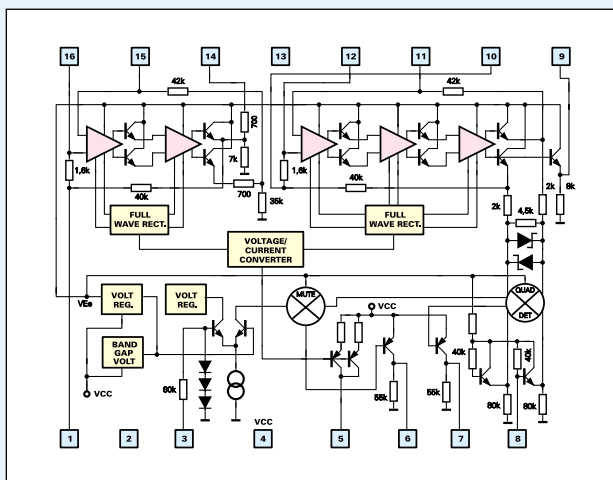 16 15 14 13 12 11 10 9
42k 42k
700
7k
1,6k 1,6k
40k 700 40k
35k
2k 2k 8k
4,5k
FULL
WAVE RECT.
FULL
WAVE RECT.
VOLTAGE/
CURRENT
CONVERTER
VEe
VOLT
REG.
VOLT
REG.
MUTE
VCC
QUAD
DET
BAND
GAP
VOLT
40k 40k
VCC
80k
55k 55k
80k 80k
VCC
1 2 3 4 5 6 7 8